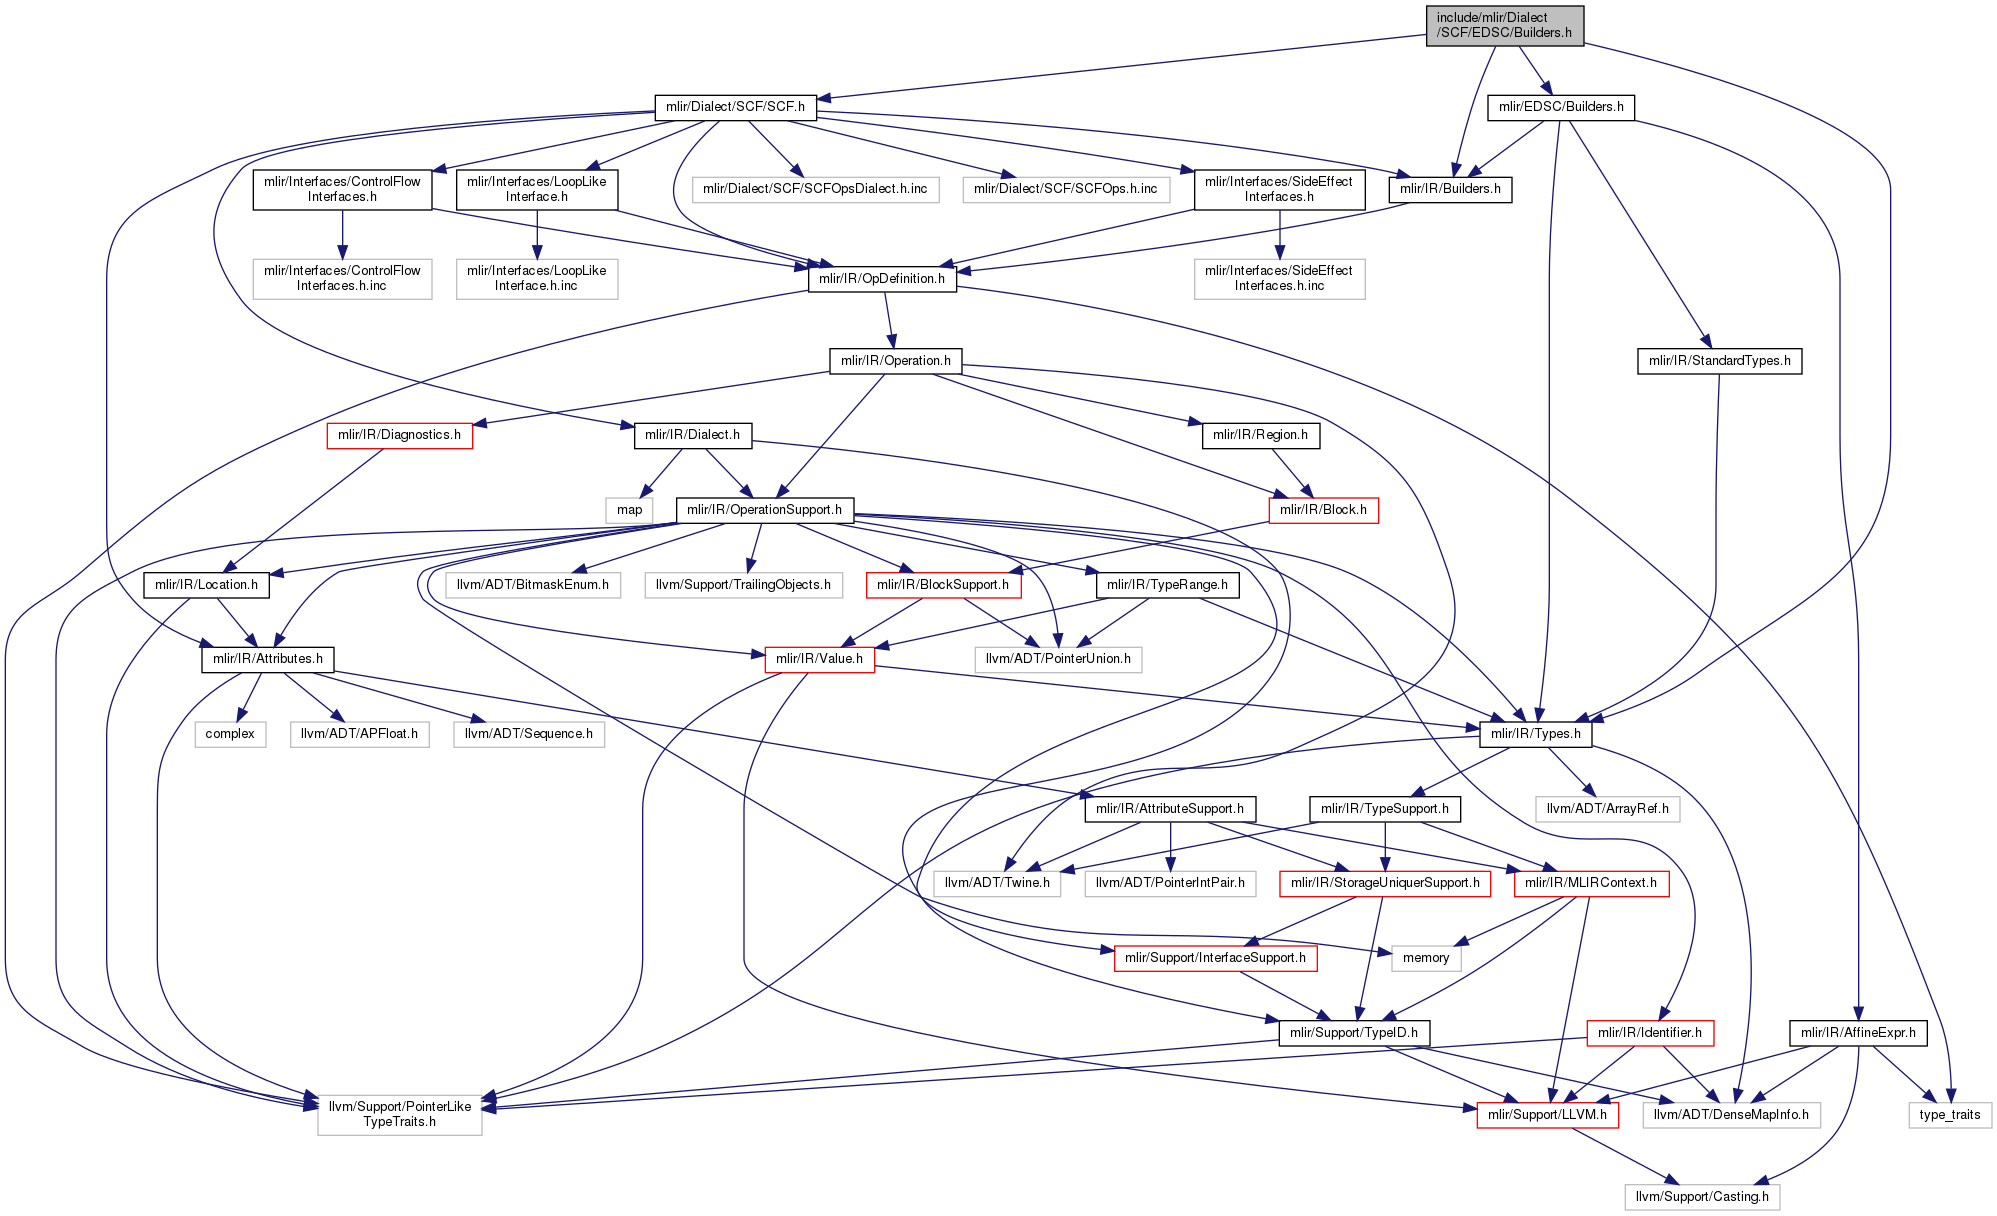 include/mlir/Dialect
/SCF/EDSC/Builders.h
mlir/Dialect/SCF/SCF.h
mlir/EDSC/Builders.h
mlir/Interfaces/ControlFlow
Interfaces.h
mlir/Interfaces/LoopLike
Interface.h
mlir/Dialect/SCF/SCFOpsDialect.h.inc
mlir/Dialect/SCF/SCFOps.h.inc
mlir/Interfaces/SideEffect
Interfaces.h
mlir/IR/Builders.h
mlir/Interfaces/ControlFlow
Interfaces.h.inc
mlir/Interfaces/LoopLike
Interface.h.inc
mlir/IR/OpDefinition.h
mlir/Interfaces/SideEffect
Interfaces.h.inc
mlir/IR/Operation.h
mlir/IR/StandardTypes.h
mlir/IR/Diagnostics.h
mlir/IR/Dialect.h
mlir/IR/Region.h
map
mlir/IR/OperationSupport.h
mlir/IR/Block.h
mlir/IR/Location.h
llvm/ADT/BitmaskEnum.h
llvm/Support/TrailingObjects.h
mlir/IR/BlockSupport.h
mlir/IR/TypeRange.h
mlir/IR/Attributes.h
mlir/IR/Value.h
llvm/ADT/PointerUnion.h
complex
llvm/ADT/APFloat.h
llvm/ADT/Sequence.h
mlir/IR/Types.h
mlir/IR/AttributeSupport.h
mlir/IR/TypeSupport.h
llvm/ADT/ArrayRef.h
llvm/ADT/Twine.h
llvm/ADT/PointerIntPair.h
mlir/IR/StorageUniquerSupport.h
mlir/IR/MLIRContext.h
mlir/Support/InterfaceSupport.h
memory
mlir/Support/TypeID.h
mlir/IR/Identifier.h
mlir/IR/AffineExpr.h
llvm/Support/PointerLike
TypeTraits.h
mlir/Support/LLVM.h
llvm/ADT/DenseMapInfo.h
type_traits
llvm/Support/Casting.h